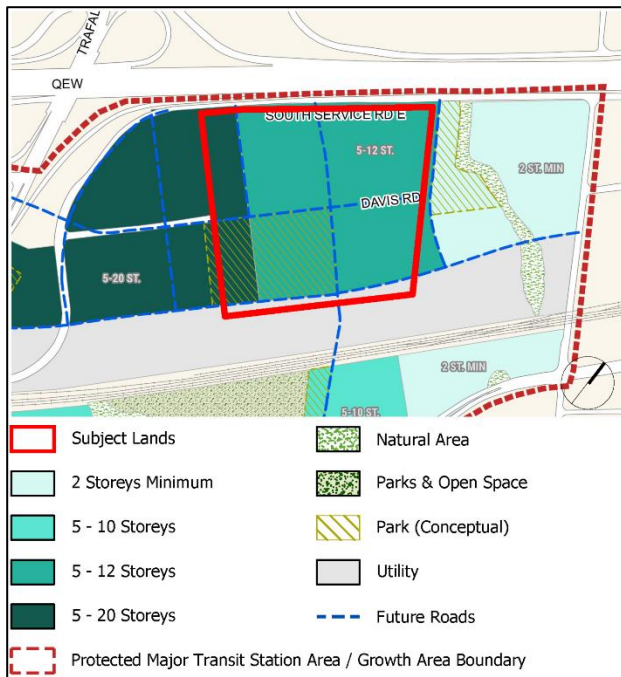 TRAFAL
QEW
SOUTH SERVICE RD E
5-12 ST.
2 ST. MIN
DAVIS RD
5-20 ST.
2 ST. MIN
5-10 ST.
Subject Lands
Natural Area
2 Storeys Minimum
Parks & Open Space
5 - 10 Storeys
Park (Conceptual)
5 - 12 Storeys
Utility
5 - 20 Storeys
Future Roads
Protected Major Transit Station Area / Growth Area Boundary